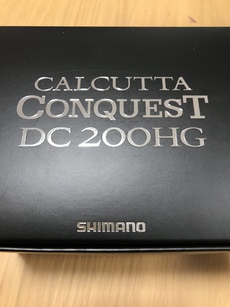 CALCUTTA
CONQUEST
DC 200HG
SHIMANO